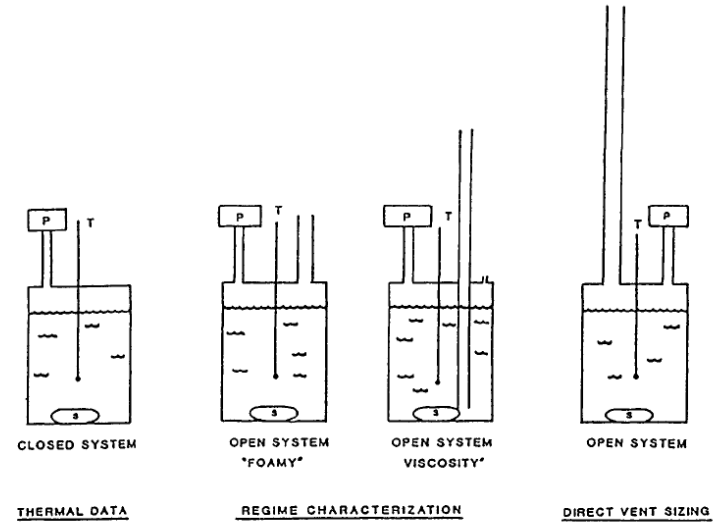 P T
P T
P T
T P
s
s
s
s
CLOSED SYSTEM
OPEN SYSTEM
"FOAMY"
OPEN SYSTEM
VISCOSITY"
OPEN SYSTEM
THERMAL DATA
REGIME CHARACTERIZATION
DIRECT VENT SIZING